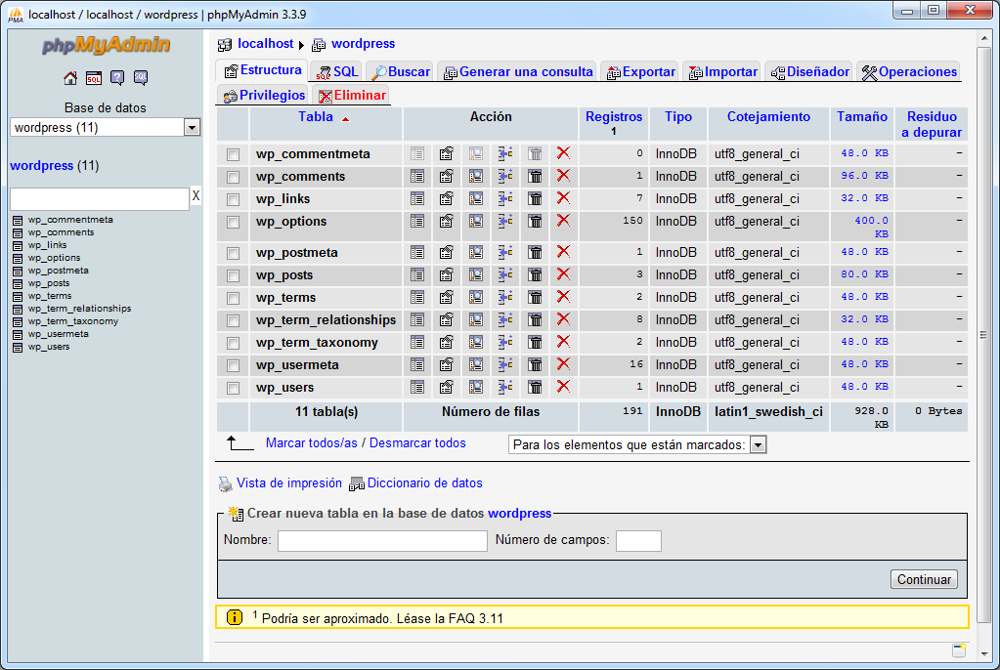 localhost / localhost / wordpress | phpMyAdmin 3.3.9
phpMyAdmin
Base de datos
wordpress (11)
wordpress (11)
X
wp_commentmeta
wp_comments
wp_links
wp_options
wp_postmeta
wp_posts
wp_terms
wp_term_relationships
wp_term_taxonomy
wp_usermeta
wp_users
localhost wordpress
Estructura SQL Buscar Generar una consulta Exportar Importar Diseñador Operaciones
Privilegios Eliminar
Tabla Acción Registros 1 Tipo Cotejamiento Tamaño Residuo a depurar
wp_commentmeta 0 InnoDB utf8_general_ci 48.0 KB -
wp_comments 1 InnoDB utf8_general_ci 96.0 KB -
wp_links 7 InnoDB utf8_general_ci 32.0 KB -
wp_options 150 InnoDB utf8_general_ci 400.0 KB -
wp_postmeta 1 InnoDB utf8_general_ci 48.0 KB -
wp_posts 3 InnoDB utf8_general_ci 80.0 KB -
wp_terms 2 InnoDB utf8_general_ci 48.0 KB -
wp_term_relationships 8 InnoDB utf8_general_ci 32.0 KB -
wp_term_taxonomy 2 InnoDB utf8_general_ci 48.0 KB -
wp_usermeta 16 InnoDB utf8_general_ci 48.0 KB -
wp_users 1 InnoDB utf8_general_ci 48.0 KB -
11 tabla(s) Número de filas 191 InnoDB latin1_swedish_ci 928.0 KB 0 Bytes
Marcar todos/as / Desmarcar todos Para los elementos que están marcados:
Vista de impresión Diccionario de datos
Crear nueva tabla en la base de datos wordpress
Nombre: Número de campos:
Continuar
1 Podría ser aproximado. Léase la FAQ 3.11